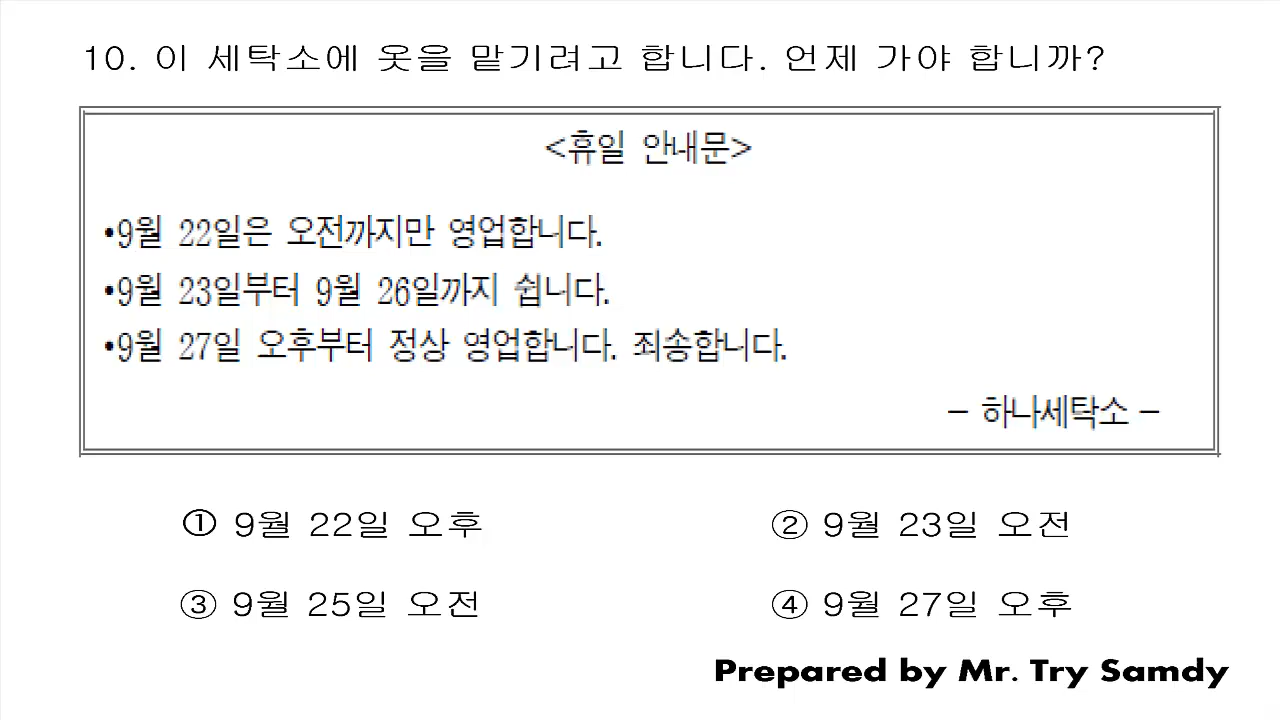 10. 이 세탁소에 옷을 맡기려고 합니다. 언제 가야 합니까?
<휴일 안내문>
•9월 22일은 오전까지만 영업합니다.
•9월 23일부터 9월 26일까지 쉽니다.
•9월 27일 오후부터 정상 영업합니다. 죄송합니다.
- 하나세탁소 -
① 9월 22일 오후 ② 9월 23일 오전
③ 9월 25일 오전 ④ 9월 27일 오후
Prepared by Mr. Try Samdy